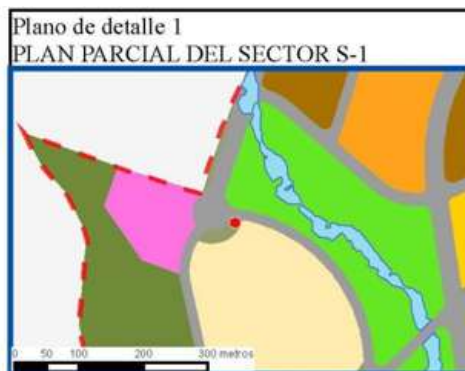 Plano de detalle 1
PLAN PARCIAL DEL SECTOR S-1
0 50 100 200 300 metros